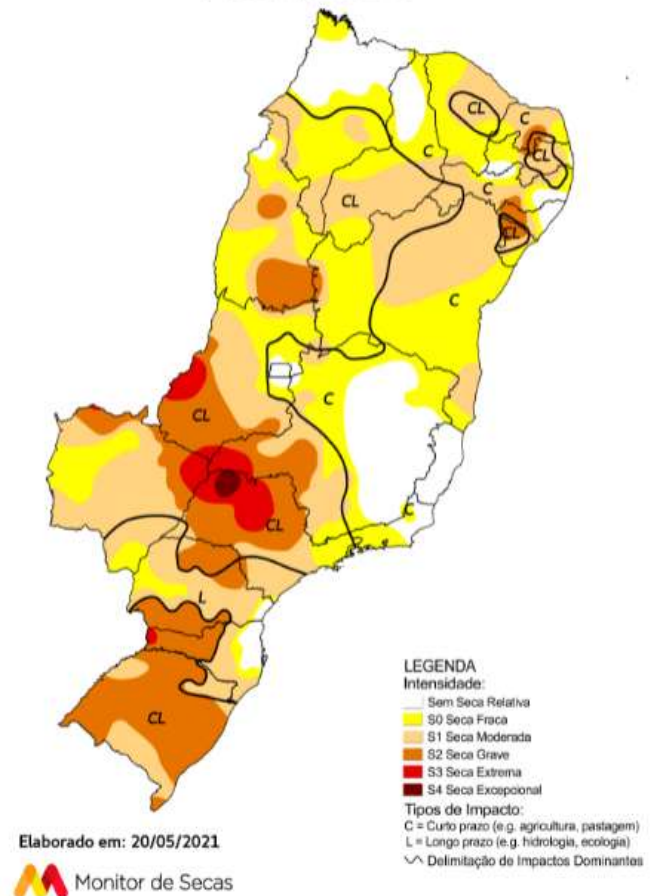 CL
C
CL
C
C
CL
CL
C
CL
C
CL
C
L
CL
LEGENDA
Intensidade:
Sem Seca Relativa
S0 Seca Fraca
S1 Seca Moderada
S2 Seca Grave
S3 Seca Extrema
S4 Seca Excepcional
Tipos de Impacto:
C = Curto prazo (e.g. agricultura, pastagem)
L = Longo prazo (e.g. hidrologia, ecologia)
Delimitação de Impactos Dominantes
Elaborado em: 20/05/2021
Monitor de Secas